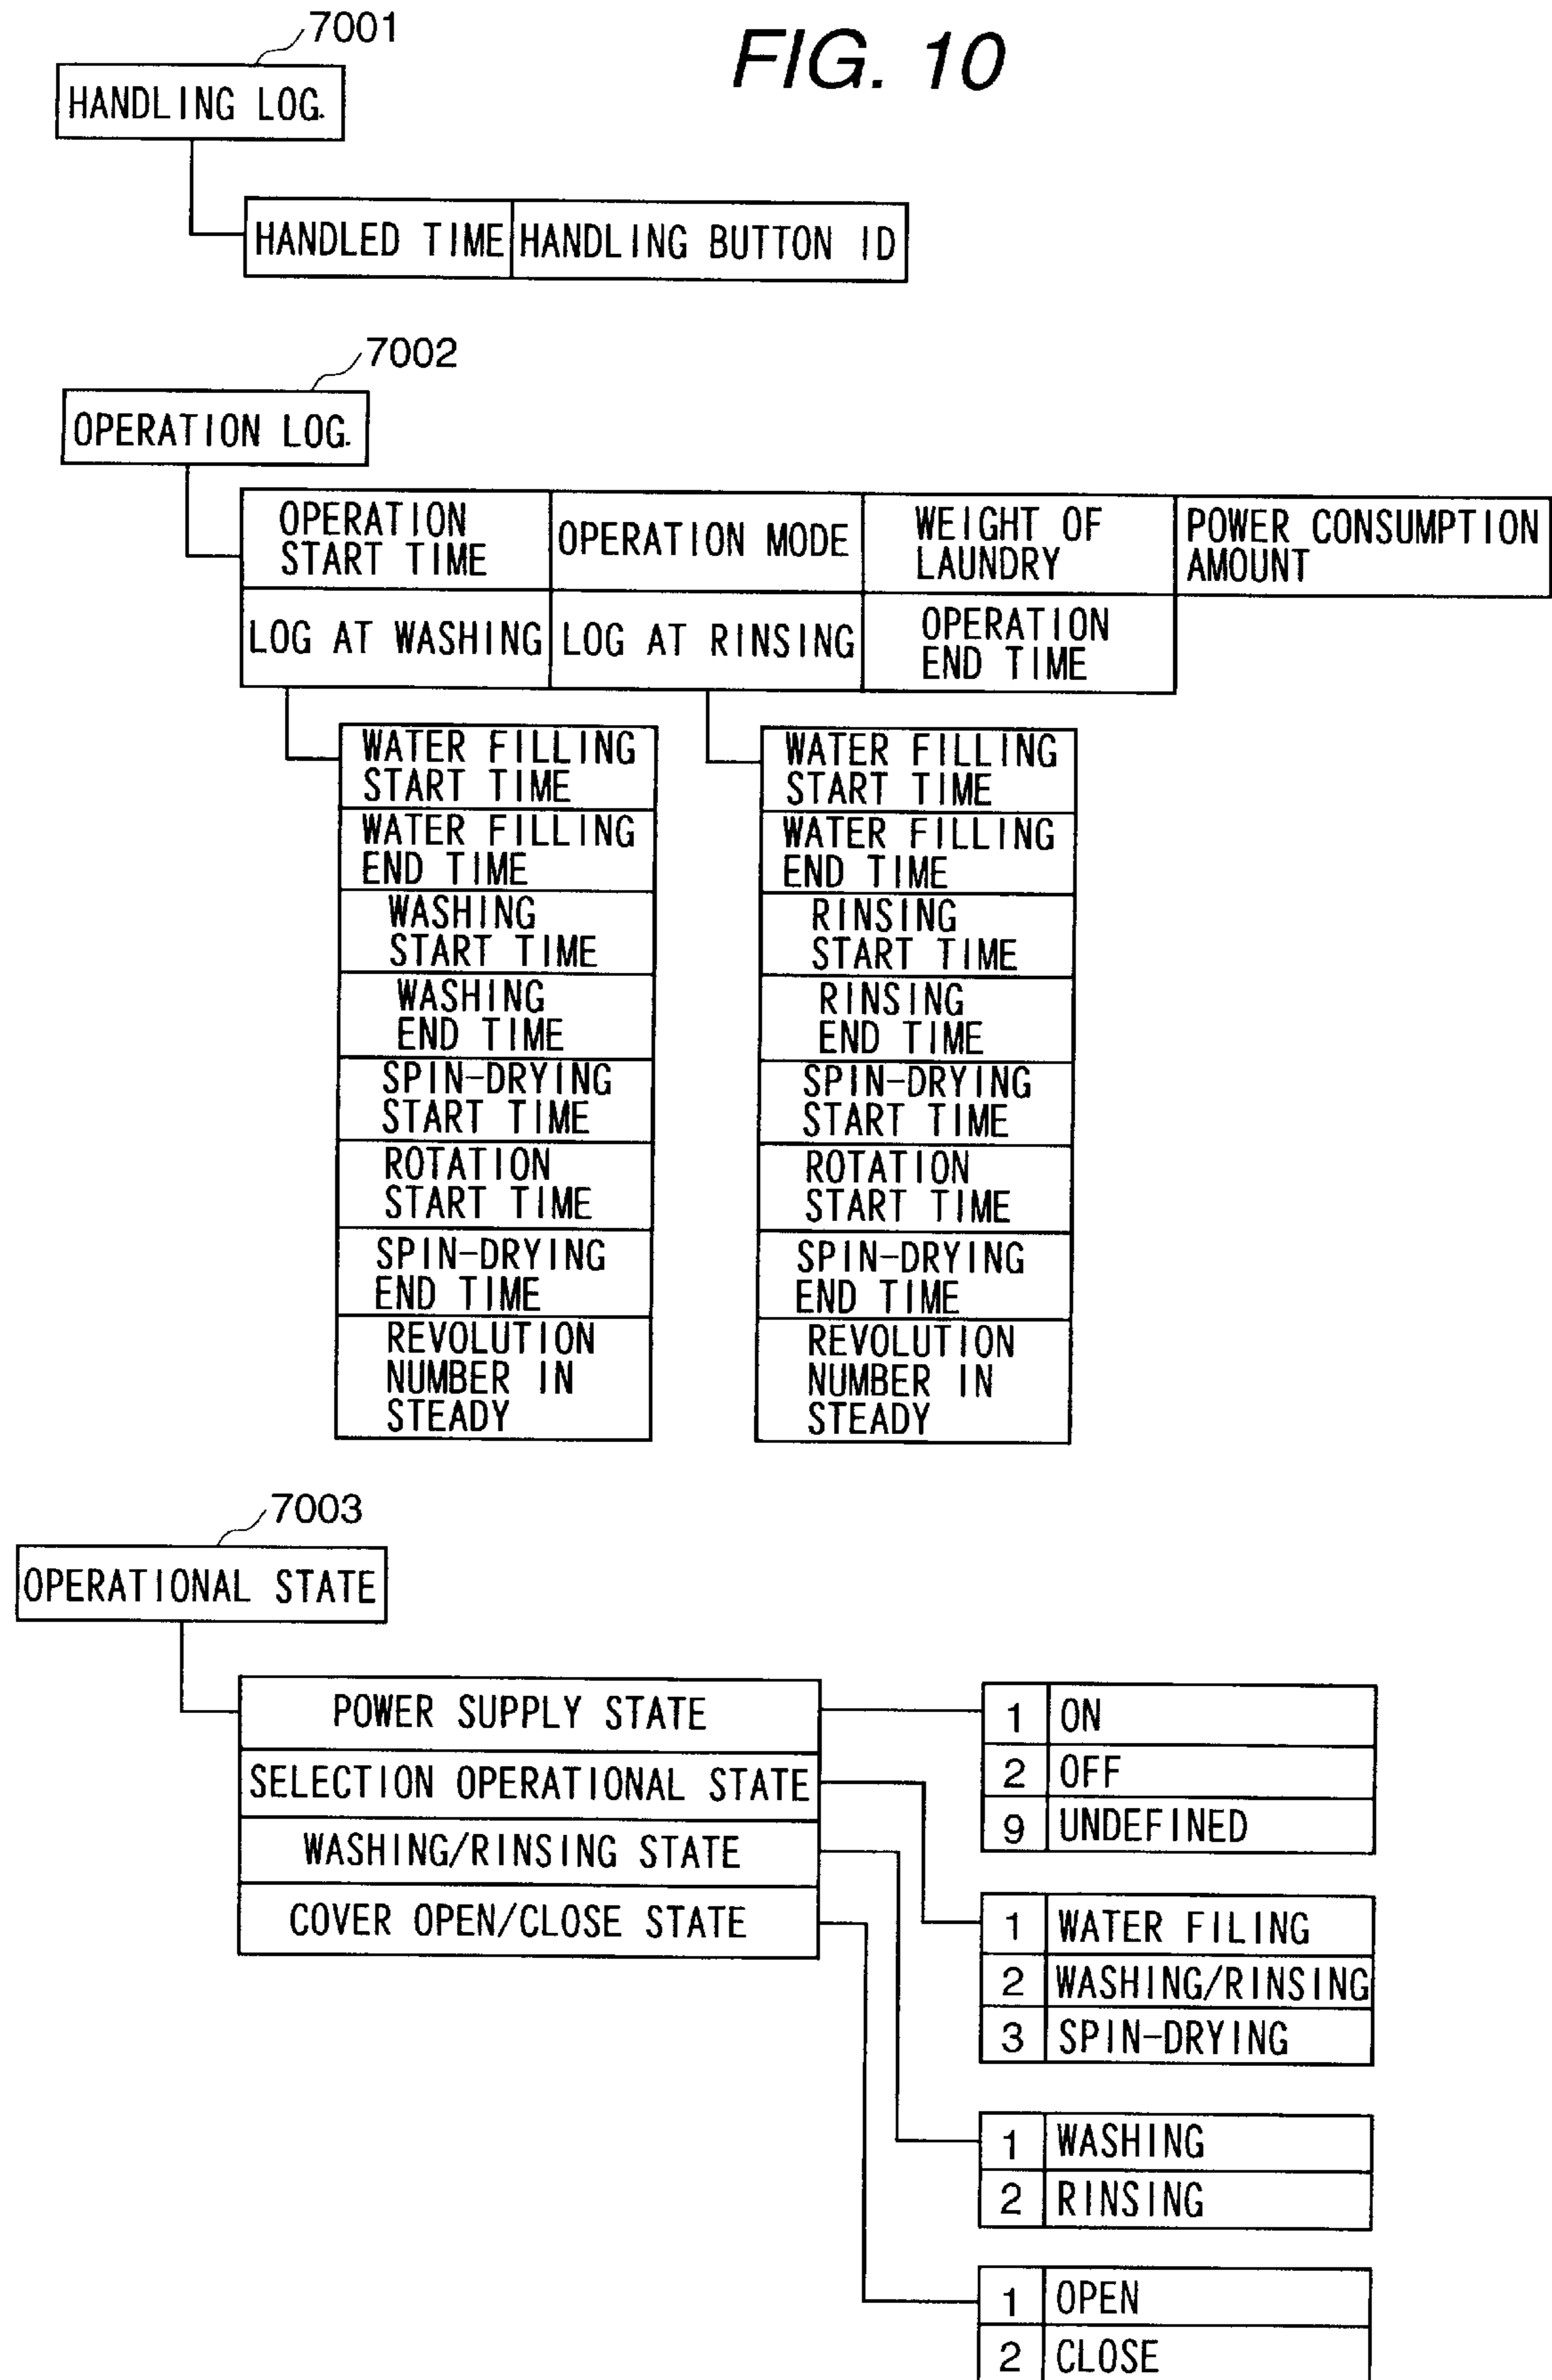 FIG. 10
7001
HANDLING LOG.
HANDLED TIME
HANDLING BUTTON ID
7002
OPERATION LOG.
OPERATION
START TIME
OPERATION MODE
WEIGHT OF
LAUNDRY
POWER CONSUMPTION
AMOUNT
LOG AT WASHING
LOG AT RINSING
OPERATION
END TIME
WATER FILLING
START TIME
WATER FILLING
END TIME
WASHING
START TIME
WASHING
END TIME
SPIN-DRYING
START TIME
ROTATION
START TIME
SPIN-DRYING
END TIME
REVOLUTION
NUMBER IN
STEADY
WATER FILLING
START TIME
WATER FILLING
END TIME
RINSING
START TIME
RINSING
END TIME
SPIN-DRYING
START TIME
ROTATION
START TIME
SPIN-DRYING
END TIME
REVOLUTION
NUMBER IN
STEADY
7003
OPERATIONAL STATE
POWER SUPPLY STATE
SELECTION OPERATIONAL STATE
WASHING/RINSING STATE
COVER OPEN/CLOSE STATE
1 ON
2 OFF
9 UNDEFINED
1 WATER FILING
2 WASHING/RINSING
3 SPIN-DRYING
1 WASHING
2 RINSING
1 OPEN
2 CLOSE